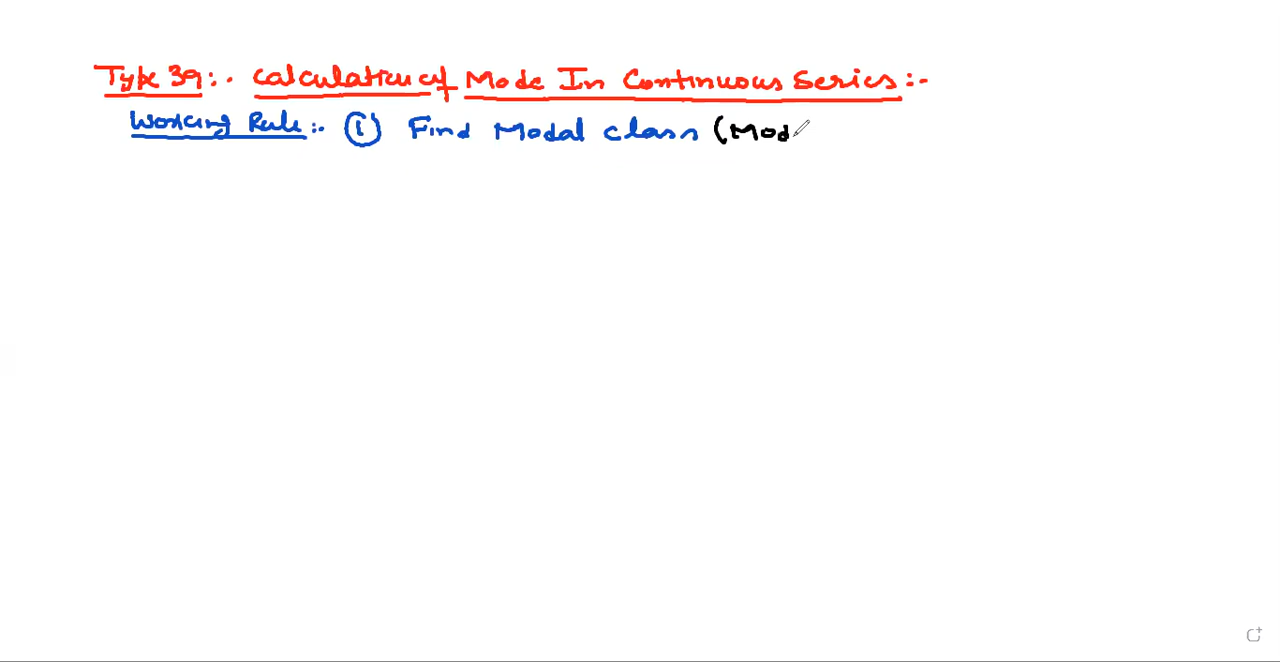 Type 39:- Calculation of Mode In Continuous Series:-
Working Rule:- (1) Find Modal class (Mod